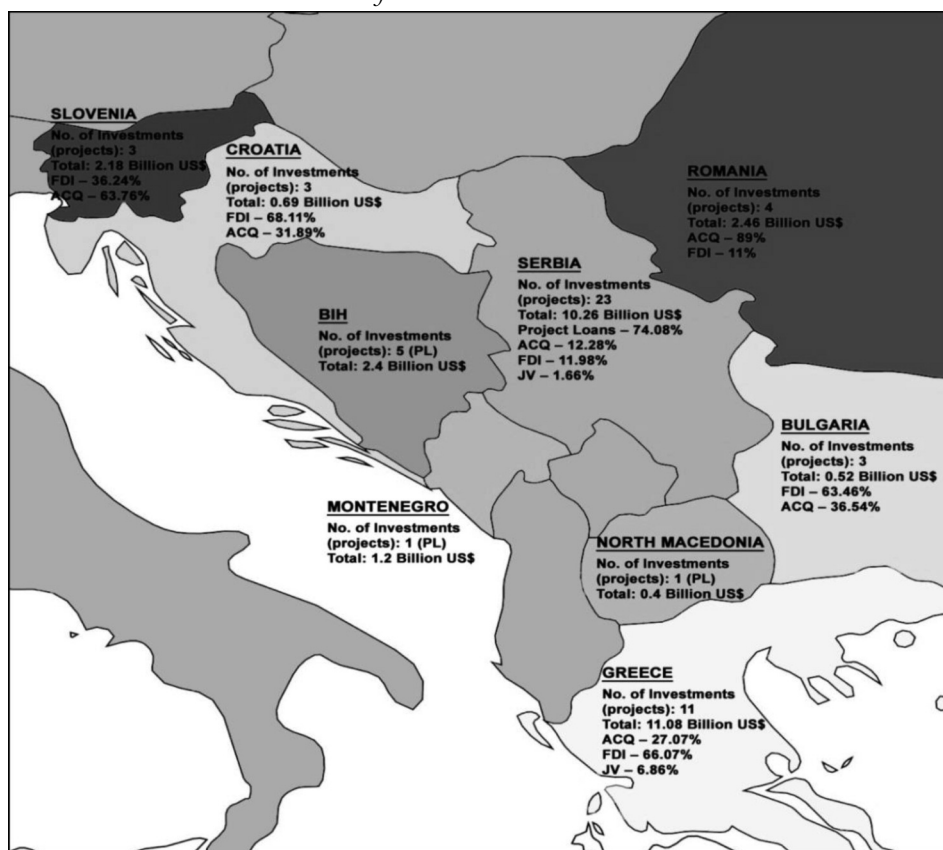 SLOVENIA
No. of Investments
(projects): 3
Total: 2.18 Billion US$
FDI – 36.24%
ACQ – 63.76%
CROATIA
No. of Investments
(projects): 3
Total: 0.69 Billion US$
FDI – 68.11%
ACQ – 31.89%
ROMANIA
No. of Investments
(projects): 4
Total: 2.46 Billion US$
ACQ – 89%
FDI – 11%
SERBIA
No. of Investments
(projects): 23
Total: 10.26 Billion US$
Project Loans – 74.08%
ACQ – 12.28%
FDI – 11.98%
JV – 1.66%
BIH
No. of Investments
(projects): 5 (PL)
Total: 2.4 Billion US$
BULGARIA
No. of Investments
(projects): 3
Total: 0.52 Billion US$
FDI – 63.46%
ACQ – 36.54%
MONTENEGRO
No. of Investments
(projects): 1 (PL)
Total: 1.2 Billion US$
NORTH MACEDONIA
No. of Investments
(projects): 1 (PL)
Total: 0.4 Billion US$
GREECE
No. of Investments
(projects): 11
Total: 11.08 Billion US$
ACQ – 27.07%
FDI – 66.07%
JV – 6.86%